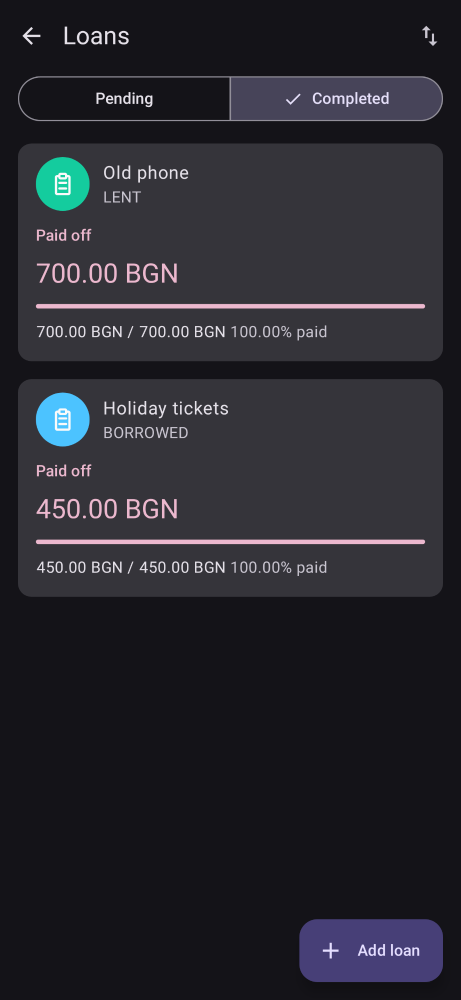 Loans
Pending
Completed
Old phone
LENT
Paid off
700.00 BGN
700.00 BGN / 700.00 BGN 100.00% paid
Holiday tickets
BORROWED
Paid off
450.00 BGN
450.00 BGN / 450.00 BGN 100.00% paid
Add loan